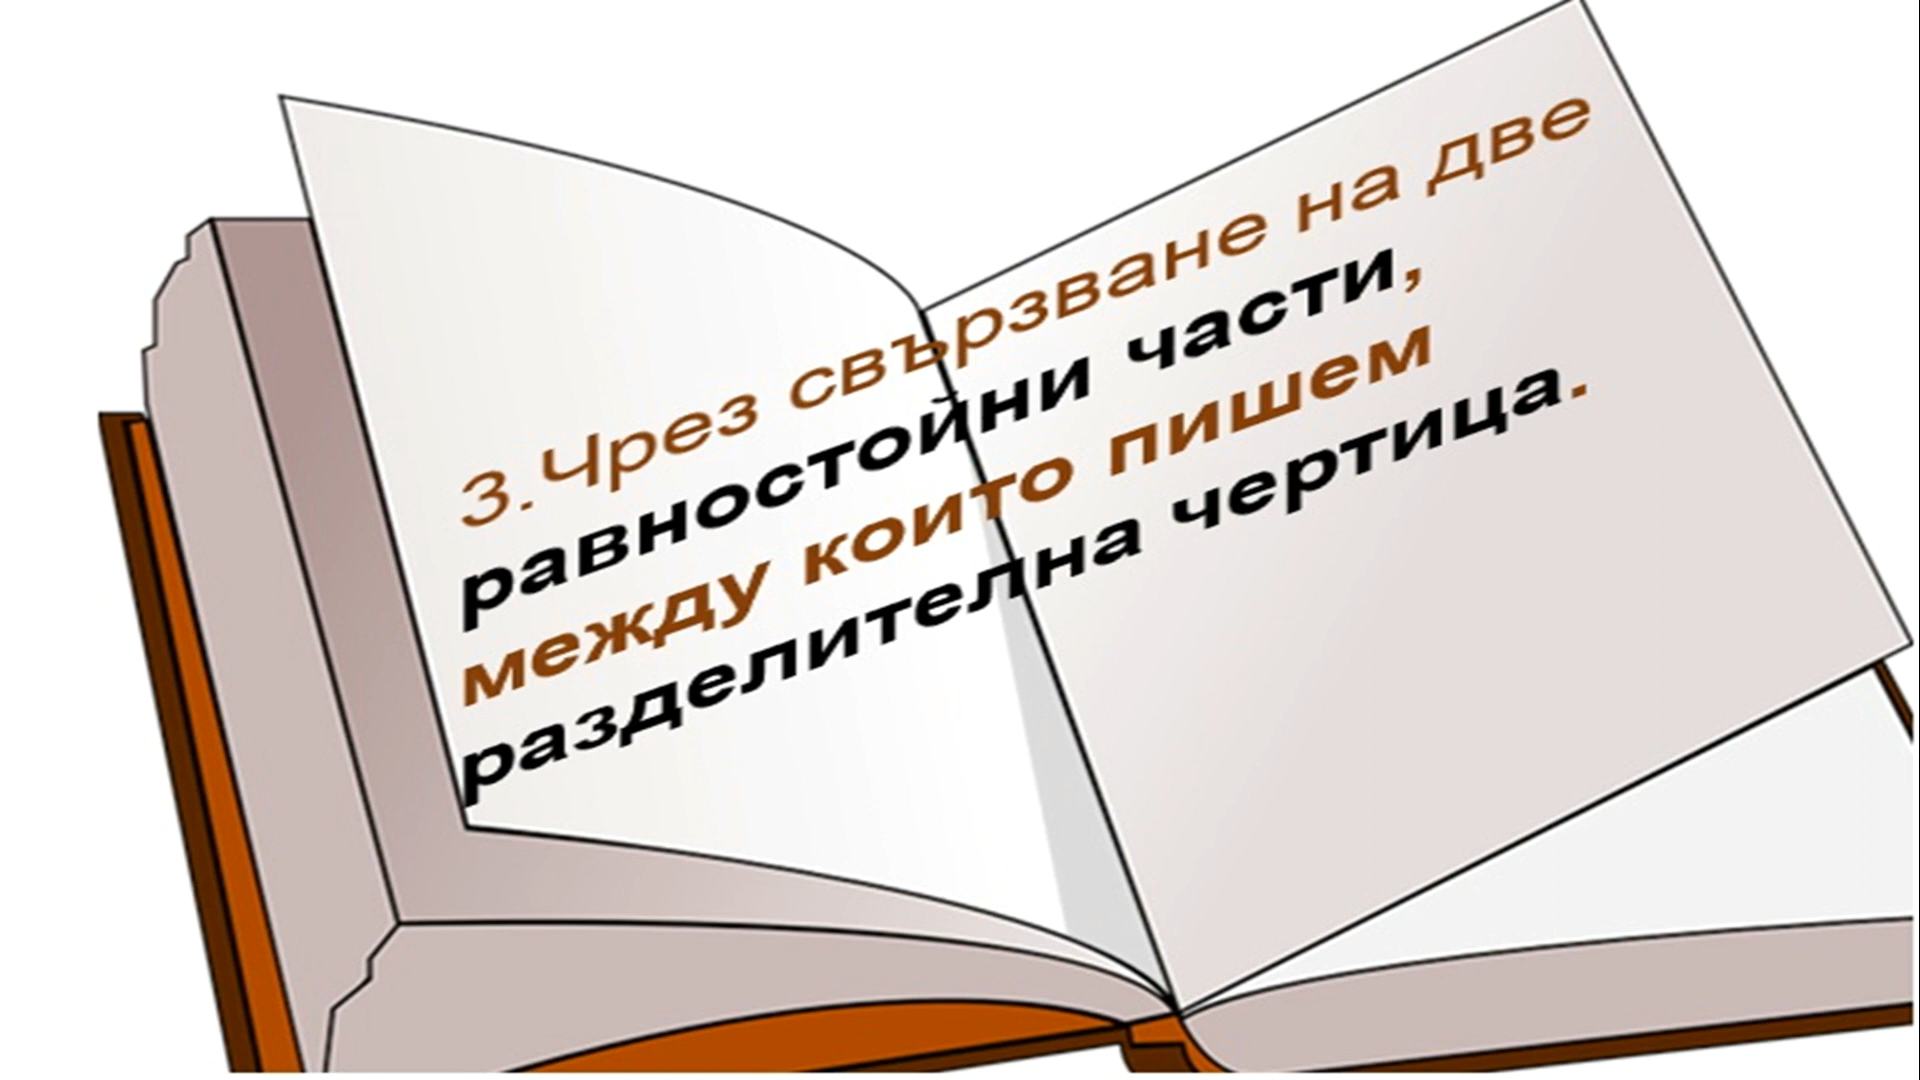 3.Чрез свързване на две
равностойни части,
между които пишем
разделителна чертица.